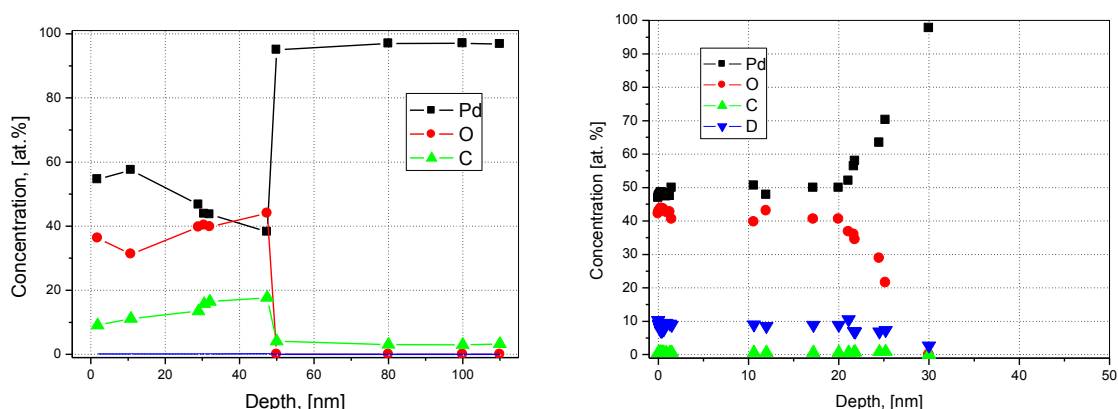 Concentration, [at.%]
100
80
60
40
20
0
Pd
O
C
0 20 40 60 80 100
Depth, [nm]
Concentration [at. %]
100
90
80
70
60
50
40
30
20
10
0
Pd
O
C
D
0 10 20 30 40 50
Depth, [nm]